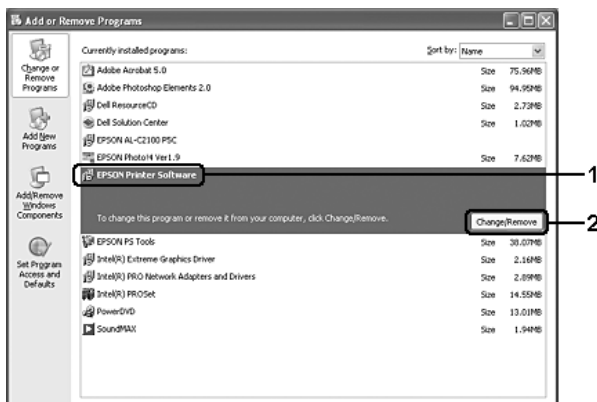 Add or Remove Programs
Change or
Remove
Programs
Add New
Programs
Add/Remove
Windows
Components
Set Program
Access and
Defaults
Currently installed programs:
Sort by: Name
Adobe Acrobat 5.0 Size 75.96MB
Adobe Photoshop Elements 2.0 Size 94.95MB
Dell ResourceCD Size 2.73MB
Dell Solution Center Size 1.02MB
EPSON AL-C2100 PSC
EPSON Photo!4 Ver1.9 Size 7.62MB
EPSON Printer Software
1
To change this program or remove it from your computer, click Change/Remove.
Change/Remove
2
EPSON PS Tools Size 38.07MB
Intel(R) Extreme Graphics Driver Size 2.16MB
Intel(R) PRO Network Adapters and Drivers Size 2.89MB
Intel(R) PROSet Size 14.55MB
PowerDVD Size 13.01MB
SoundMAX Size 1.94MB